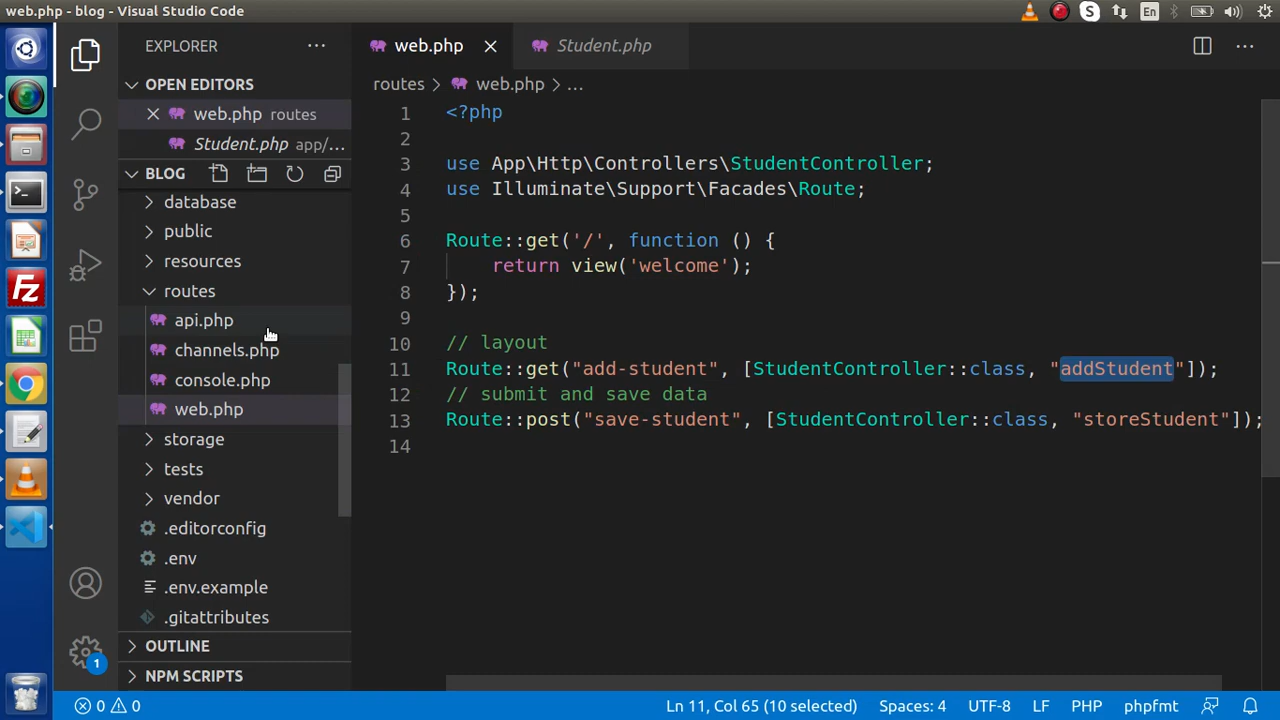 web.php - blog - Visual Studio Code
S
En
EXPLORER
OPEN EDITORS
web.php routes
Student.php app/...
BLOG
database
public
resources
routes
api.php
channels.php
console.php
web.php
storage
tests
vendor
.editorconfig
.env
.env.example
.gitattributes
OUTLINE
NPM SCRIPTS
1
web.php
Student.php
routes > web.php > ...
1 <?php
2
3 use App\Http\Controllers\StudentController;
4 use Illuminate\Support\Facades\Route;
5
6 Route::get('/', function () {
7 return view('welcome');
8 });
9
10 // layout
11 Route::get("add-student", [StudentController::class, "addStudent"]);
12 // submit and save data
13 Route::post("save-student", [StudentController::class, "storeStudent"]);
14
0 0 Ln 11, Col 65 (10 selected) Spaces: 4 UTF-8 LF PHP phpfmt